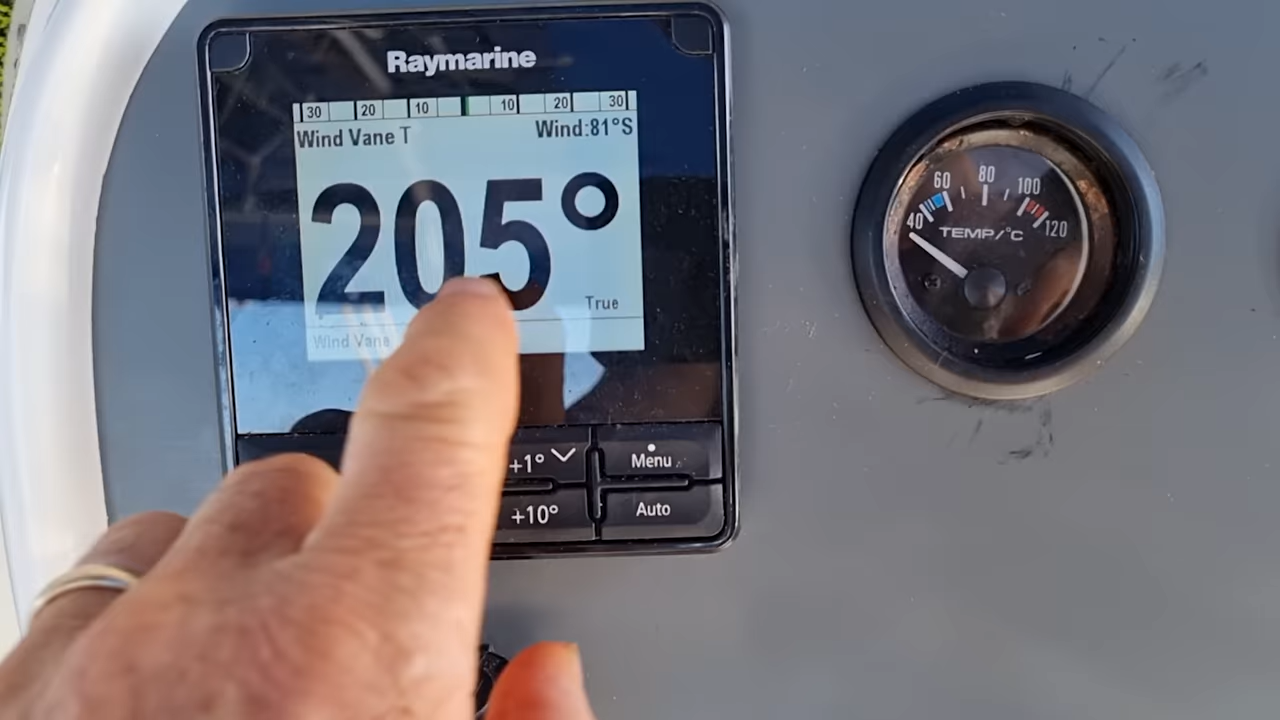 Raymarine
30 20 10 10 20 30
Wind Vane T Wind:81°S
205°
True
Wind Vane
+1° Menu
+10° Auto
40 60 80 100 120
TEMP/°C